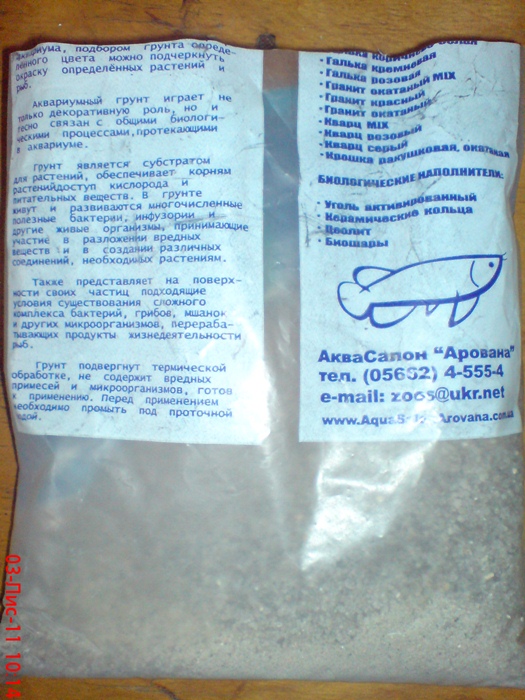 аквариума, подбором грунта опреде-
лённого цвета можно подчеркнуть
окраску определённых растений и
рыб.
Аквариумный грунт играет не
только декоративную роль, но и
тесно связан с общими биологи-
ческими процессами,протекающими
в аквариуме.
Грунт является субстратом
для растений, обеспечивает корням
растенийдоступ кислорода и
питательных веществ. В грунте
живут и развиваются многочисленные
полезные бактерии, инфузории и
другие живые организмы, принимающие
участие в разложении вредных
веществ и в создании различных
соединений, необходимых растениям.
Также представляет на поверх-
ности своих частиц подходящие
условия существования сложного
комплекса бактерий, грибов, мшанок
и других микроорганизмов, перераба-
тывающих продукты жизнедеятельности
рыб.
Грунт подвергнут термической
обработке, не содержит вредных
примесей и микроорганизмов, готов
к применению. Перед применением
необходимо промыть под проточной
водой.
· Галька кремневая
· Галька розовая
· Гранит окатаный MIX
· Гранит красный
· Гранит окатаный
· Кварц MIX
· Кварц розовый
· Кварц серый
· Крошка ракушковая, окатаная
БИОЛОГИЧЕСКИЕ НАПОЛНИТЕЛИ:
· Уголь активированный
· Керамические кольца
· Цеолит
· Биошары
АкваСалон "Арована"
тел. (05652) 4-555-4
e-mail: zoos@ukr.net
03-Пис-11 10:14